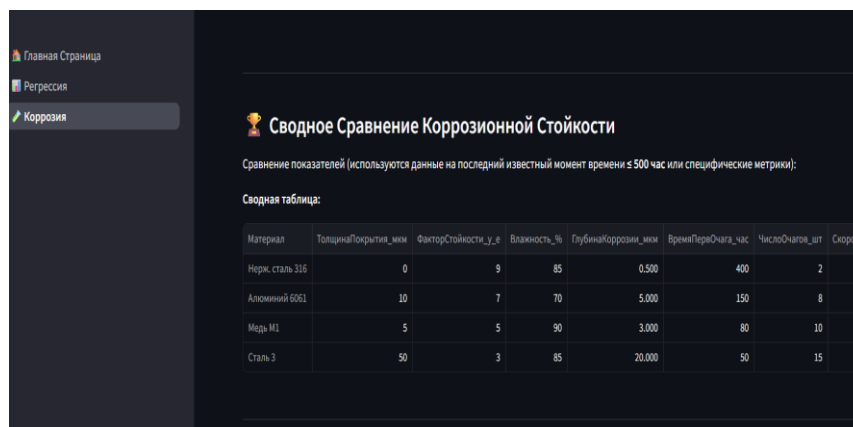 Главная Страница
Регрессия
Коррозия
Сводное Сравнение Коррозионной Стойкости
Сравнение показателей (используются данные на последний известный момент времени ≤ 500 час или специфические метрики):
Сводная таблица:
Материал ТолщинаПокрытия_мкм ФакторСтойкости_у_е Влажность_% ГлубинаКоррозии_мкм ВремяПервОчага_час ЧислоОчагов_шт Скоро
Нерж. сталь 316 0 9 85 0.500 400 2
Алюминий 6061 10 7 70 5.000 150 8
Медь М1 5 5 90 3.000 80 10
Сталь 3 50 3 85 20.000 50 15